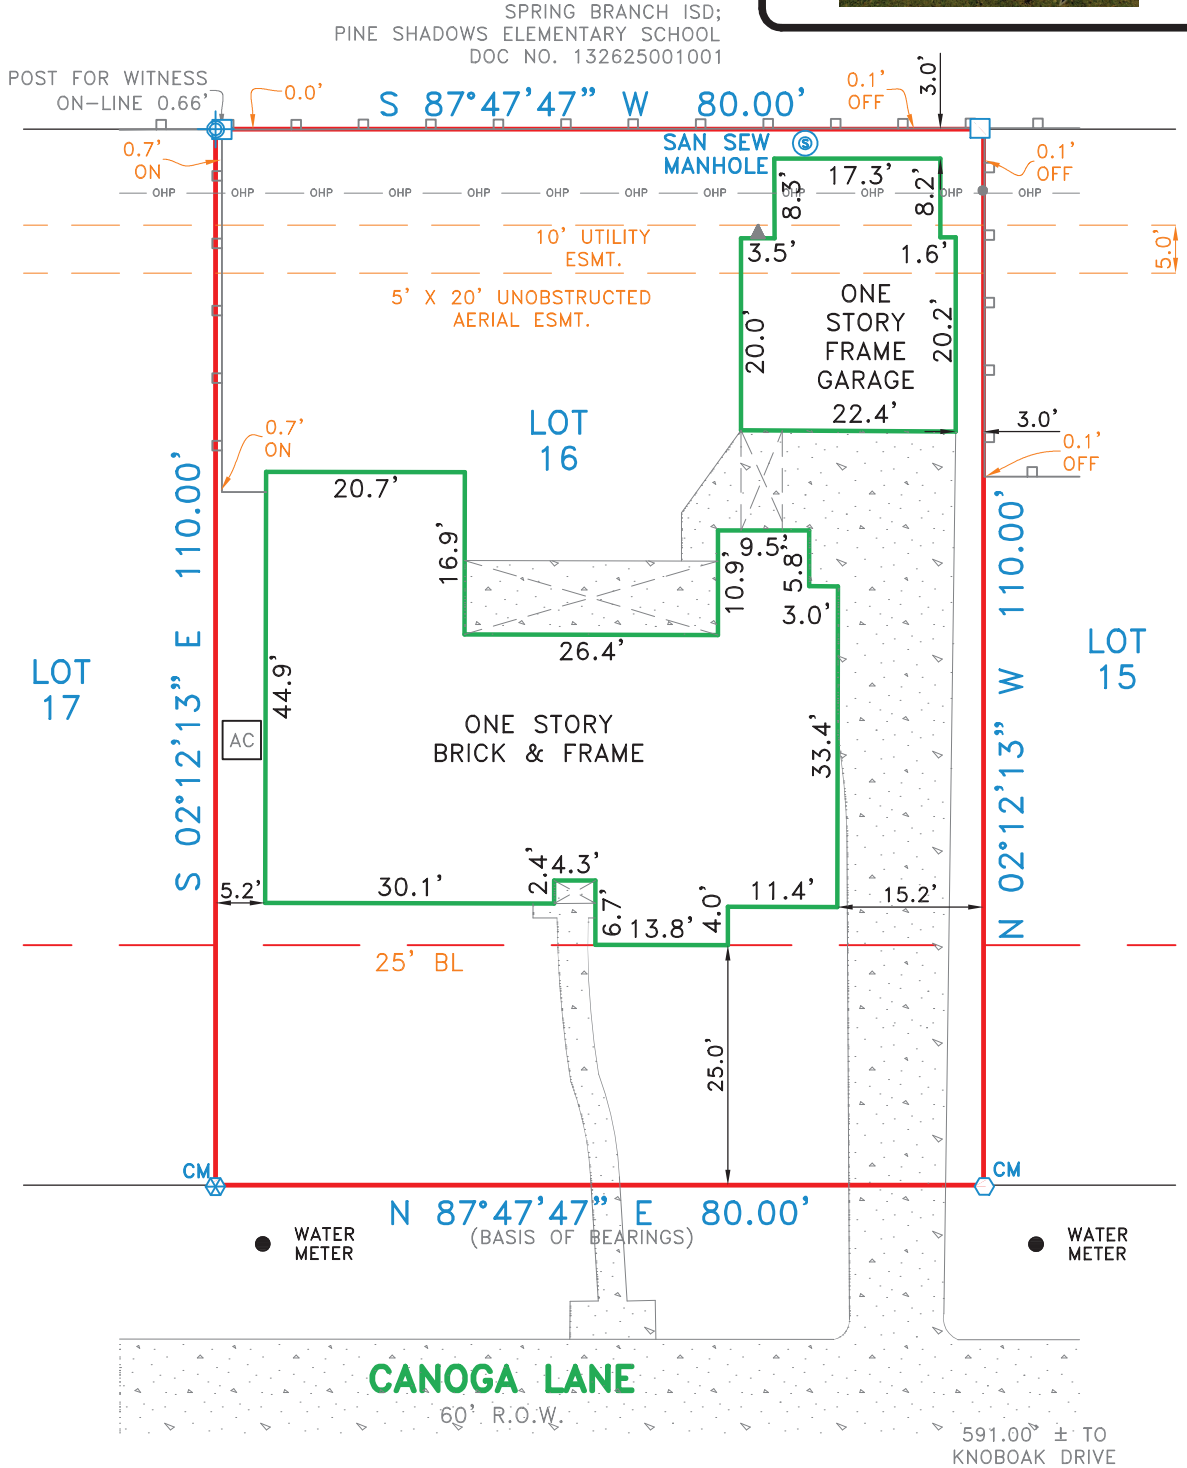 SPRING BRANCH ISD;
PINE SHADOWS ELEMENTARY SCHOOL
DOC NO. 132625001001
POST FOR WITNESS
ON-LINE 0.66'
0.0'
S 87°47'47" W 80.00'
0.1'
OFF
3.0'
0.7'
ON
SAN SEW
MANHOLE
S
0.1'
OFF
17.3'
8.3'
8.2'
OHP OHP OHP OHP OHP OHP OHP OHP OHP OHP OHP
10' UTILITY
ESMT.
3.5'
1.6'
5.0'
5' X 20' UNOBSTRUCTED
AERIAL ESMT.
ONE
STORY
FRAME
GARAGE
20.0'
20.2'
22.4'
3.0'
LOT
16
0.7'
ON
0.1'
OFF
20.7'
16.9'
9.5'
10.9'
5.8'
3.0'
26.4'
S 02°12'13" E 110.00'
N 02°12'13" W 110.00'
LOT
17
LOT
15
44.9'
AC
ONE STORY
BRICK & FRAME
33.4'
5.2'
30.1'
2.4'
4.3'
6.7'
13.8'
4.0'
11.4'
15.2'
25' BL
25.0'
CM
CM
N 87°47'47" E 80.00'
(BASIS OF BEARINGS)
WATER
METER
WATER
METER
CANOGA LANE
60' R.O.W.
591.00' ± TO
KNOBOAK DRIVE